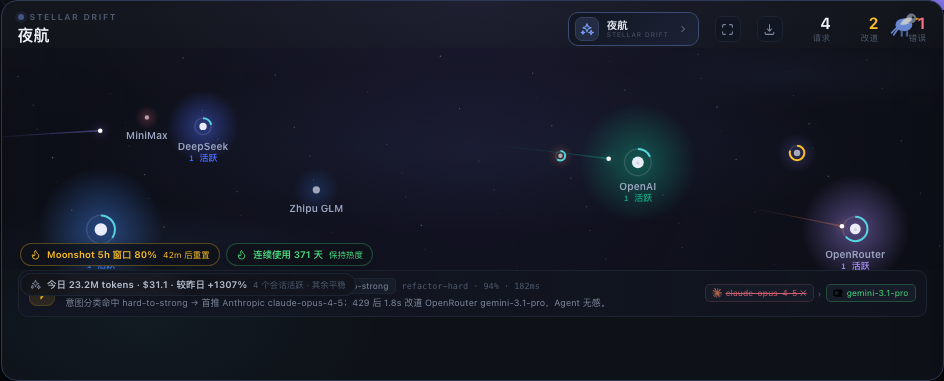 STELLAR DRIFT
夜航
夜航
STELLAR DRIFT
4
请求
2
改道
1
错误
MiniMax
DeepSeek
1 活跃
Zhipu GLM
OpenAI
1 活跃
OpenRouter
1 活跃
Moonshot 5h 窗口 80% 42m 后重置
连续使用 371 天 保持热度
今日 23.2M tokens · $31.1 · 较昨日 +1307% 4 个会话活跃 · 其余平稳
o-strong refactor-hard · 94% · 182ms
意图分类命中 hard-to-strong → 首推 Anthropic claude-opus-4-5；429 后 1.8s 改道 OpenRouter gemini-3.1-pro，Agent 无感。
claude-opus-4-5 ✕ › gemini-3.1-pro